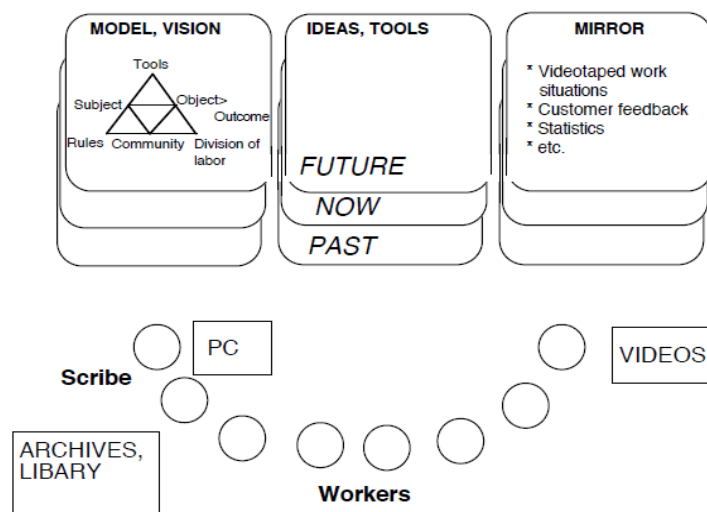 MODEL, VISION
Tools
Subject
Object>
Outcome
Rules
Community
Division of
labor
IDEAS, TOOLS
FUTURE
NOW
PAST
MIRROR
* Videotaped work
situations
* Customer feedback
* Statistics
* etc.
PC
Scribe
VIDEOS
ARCHIVES,
LIBARY
Workers